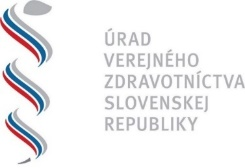 ÚRAD
VEREJNÉHO
ZDRAVOTNÍCTVA
SLOVENSKEJ
REPUBLIKY